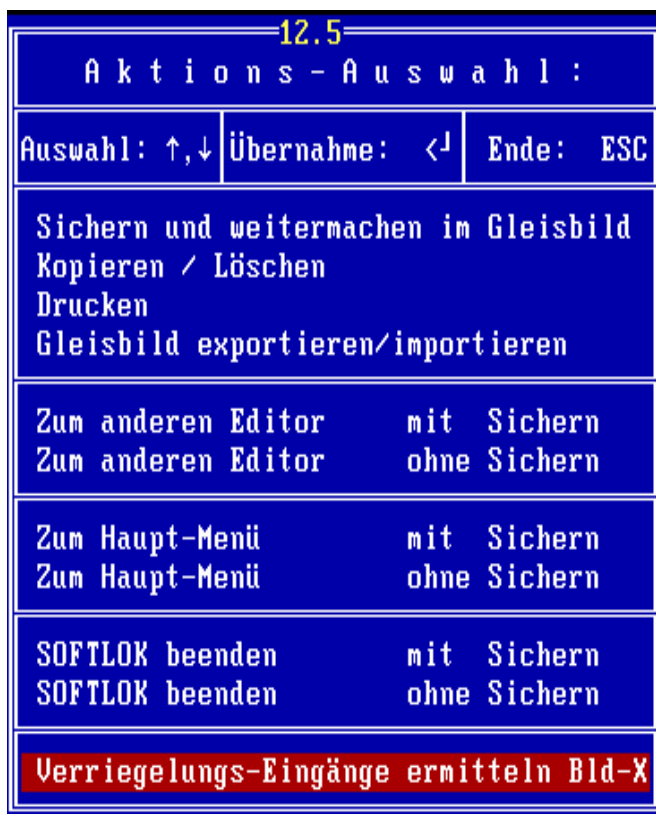 12.5
Aktions-Auswahl:
Auswahl: ↑,↓ Übernahme: <┘ Ende: ESC
Sichern und weitermachen im Gleisbild
Kopieren / Löschen
Drucken
Gleisbild exportieren/importieren
Zum anderen Editor mit Sichern
Zum anderen Editor ohne Sichern
Zum Haupt-Menü mit Sichern
Zum Haupt-Menü ohne Sichern
SOFTLOK beenden mit Sichern
SOFTLOK beenden ohne Sichern
Verriegelungs-Eingänge ermitteln Bld-X